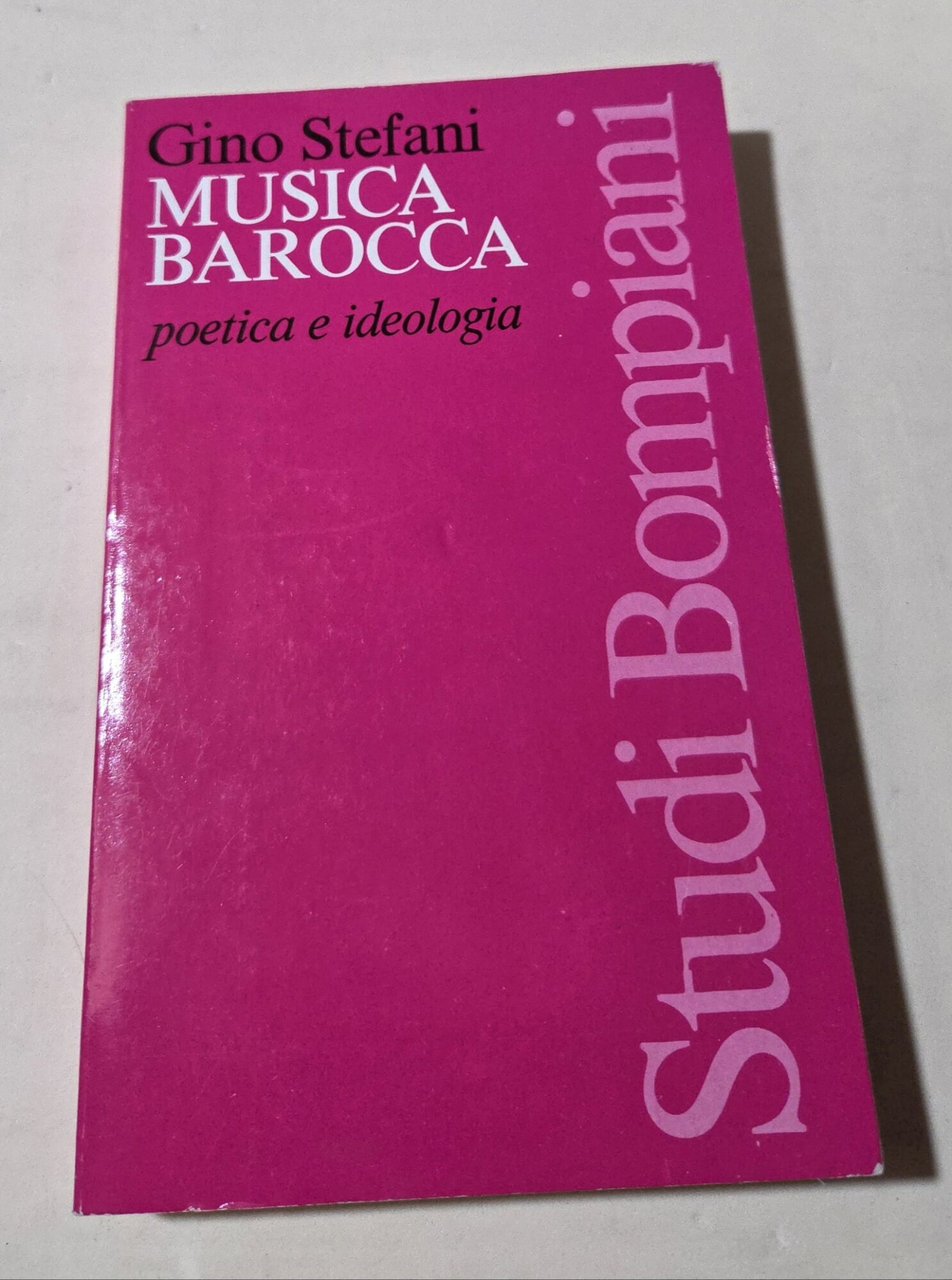 Gino Stefani
MUSICA
BAROCCA
poetica e ideologia
Studi Bompiani